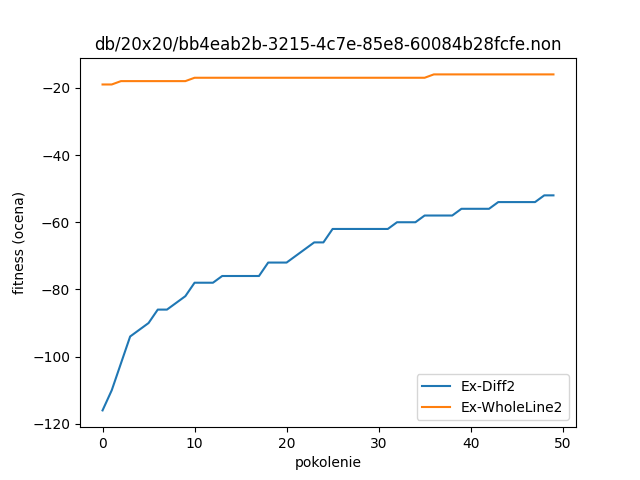 db/20x20/bb4eab2b-3215-4c7e-85e8-60084b28fcfe.non
fitness (ocena)
−20
−40
−60
−80
−100
−120
Ex-Diff2
Ex-WholeLine2
0 10 20 30 40 50
pokolenie